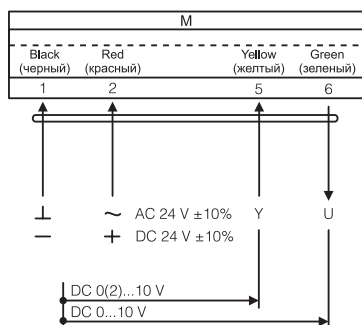 M
Black Red Yellow Green
(черный) (красный) (желтый) (зеленый)
1 2 5 6
⊥ ~ AC 24 V ±10% Y U
− + DC 24 V ±10%
DC 0(2)...10 V
DC 0...10 V